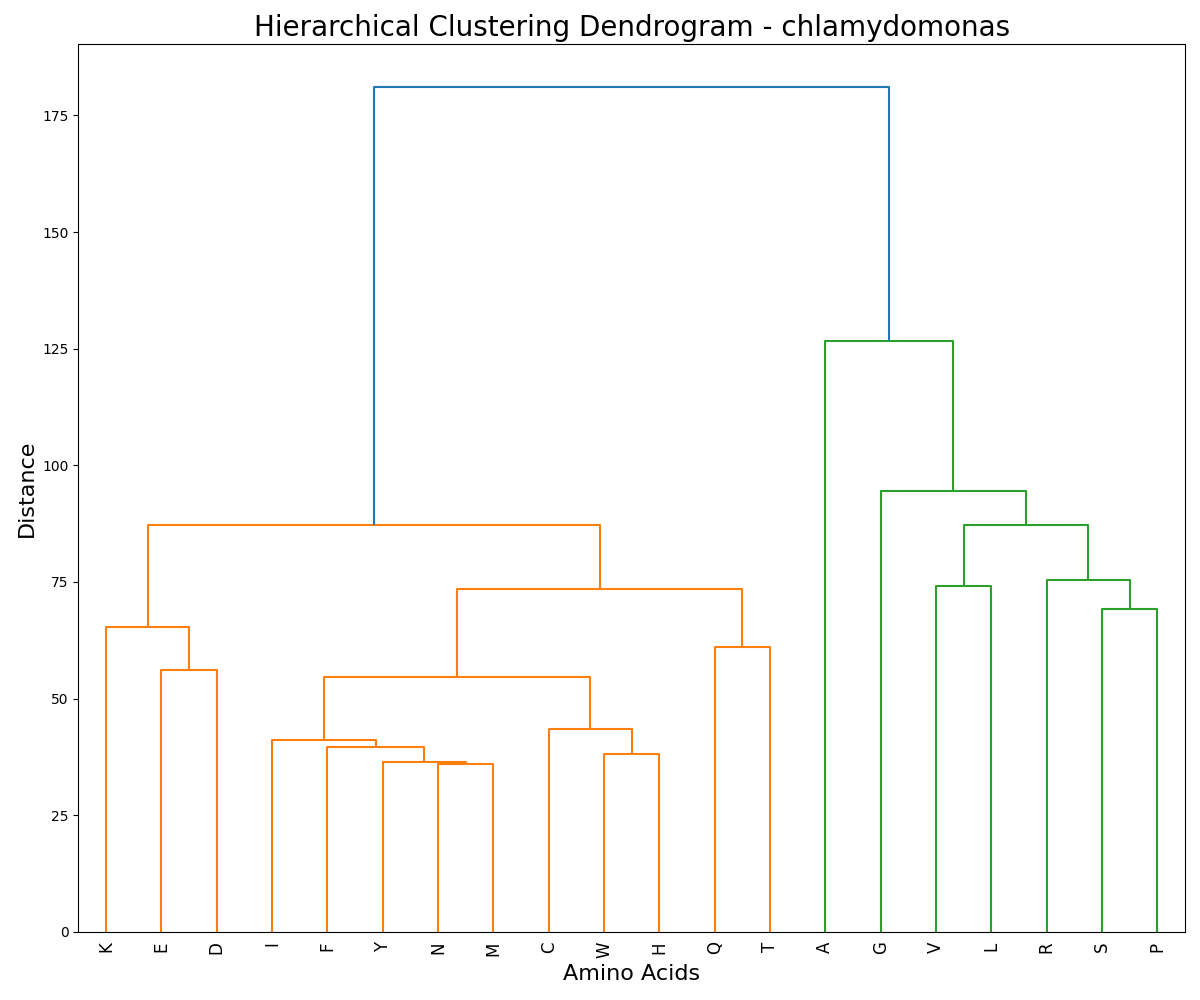 Hierarchical Clustering Dendrogram - chlamydomonas
175
150
125
100
75
50
25
0
Distance
K E D I F Y N M C W H Q T A G V L R S P
Amino Acids